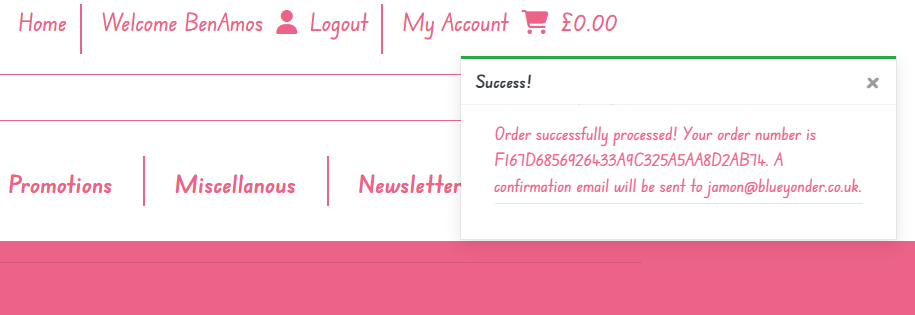 Home Welcome BenAmos Logout My Account £0.00
Success!
Order successfully processed! Your order number is
F167D6856926433A9C325A5AA8D2AB74. A
confirmation email will be sent to jamon@blueyonder.co.uk.
Promotions Miscellanous Newsletter